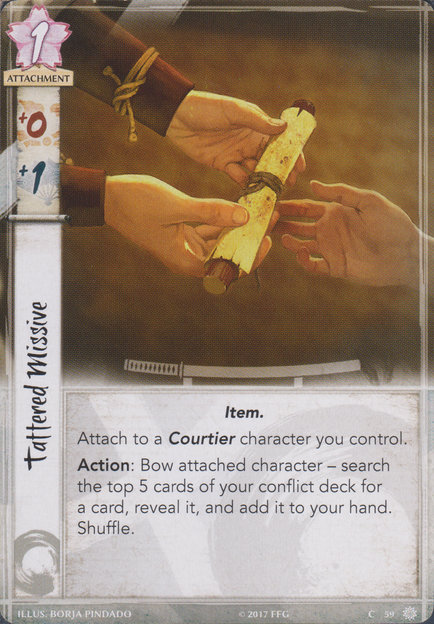 1
ATTACHMENT
+0
+1
Tattered Missive
Item.
Attach to a Courtier character you control.
Action: Bow attached character – search
the top 5 cards of your conflict deck for
a card, reveal it, and add it to your hand.
Shuffle.
ILLUS. BORJA PINDADO © 2017 FFG C 59